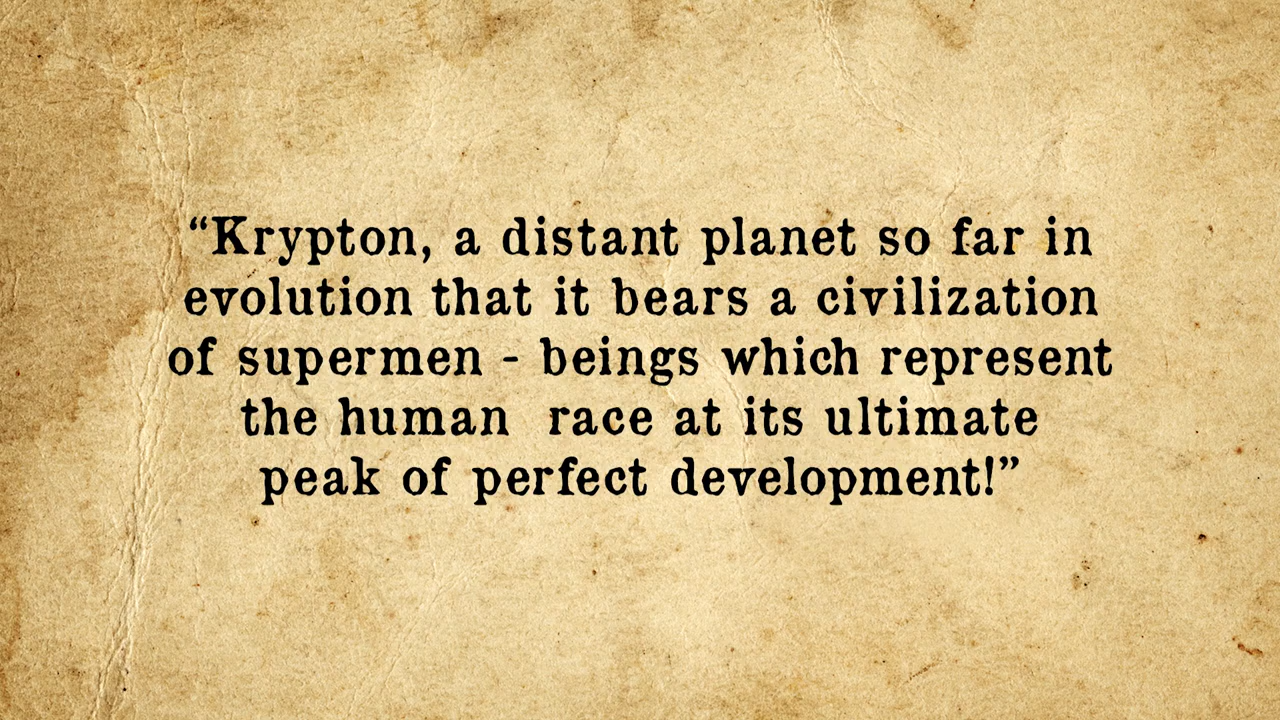 “Krypton, a distant planet so far in
evolution that it bears a civilization
of supermen - beings which represent
the human  race at its ultimate
peak of perfect development!”